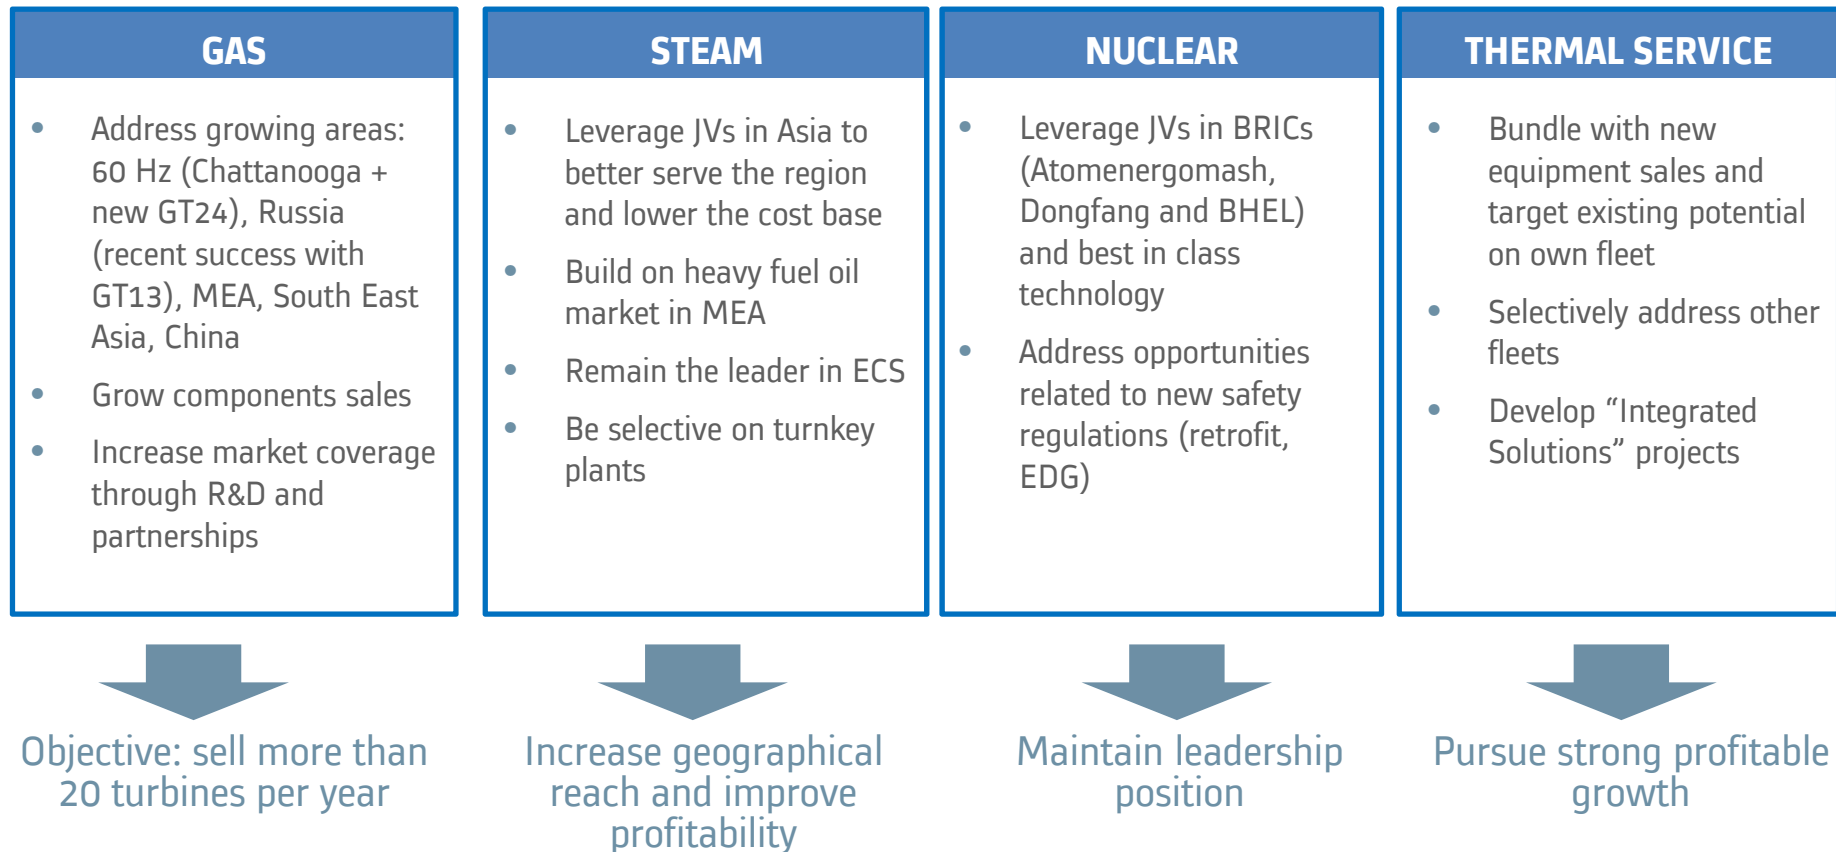 GAS
• Address growing areas:
60 Hz (Chattanooga +
new GT24), Russia
(recent success with
GT13), MEA, South East
Asia, China
• Grow components sales
• Increase market coverage
through R&D and
partnerships
Objective: sell more than
20 turbines per year
STEAM
• Leverage JVs in Asia to
better serve the region
and lower the cost base
• Build on heavy fuel oil
market in MEA
• Remain the leader in ECS
• Be selective on turnkey
plants
Increase geographical
reach and improve
profitability
NUCLEAR
• Leverage JVs in BRICs
(Atomenergomash,
Dongfang and BHEL)
and best in class
technology
• Address opportunities
related to new safety
regulations (retrofit,
EDG)
Maintain leadership
position
THERMAL SERVICE
• Bundle with new
equipment sales and
target existing potential
on own fleet
• Selectively address other
fleets
• Develop “Integrated
Solutions” projects
Pursue strong profitable
growth